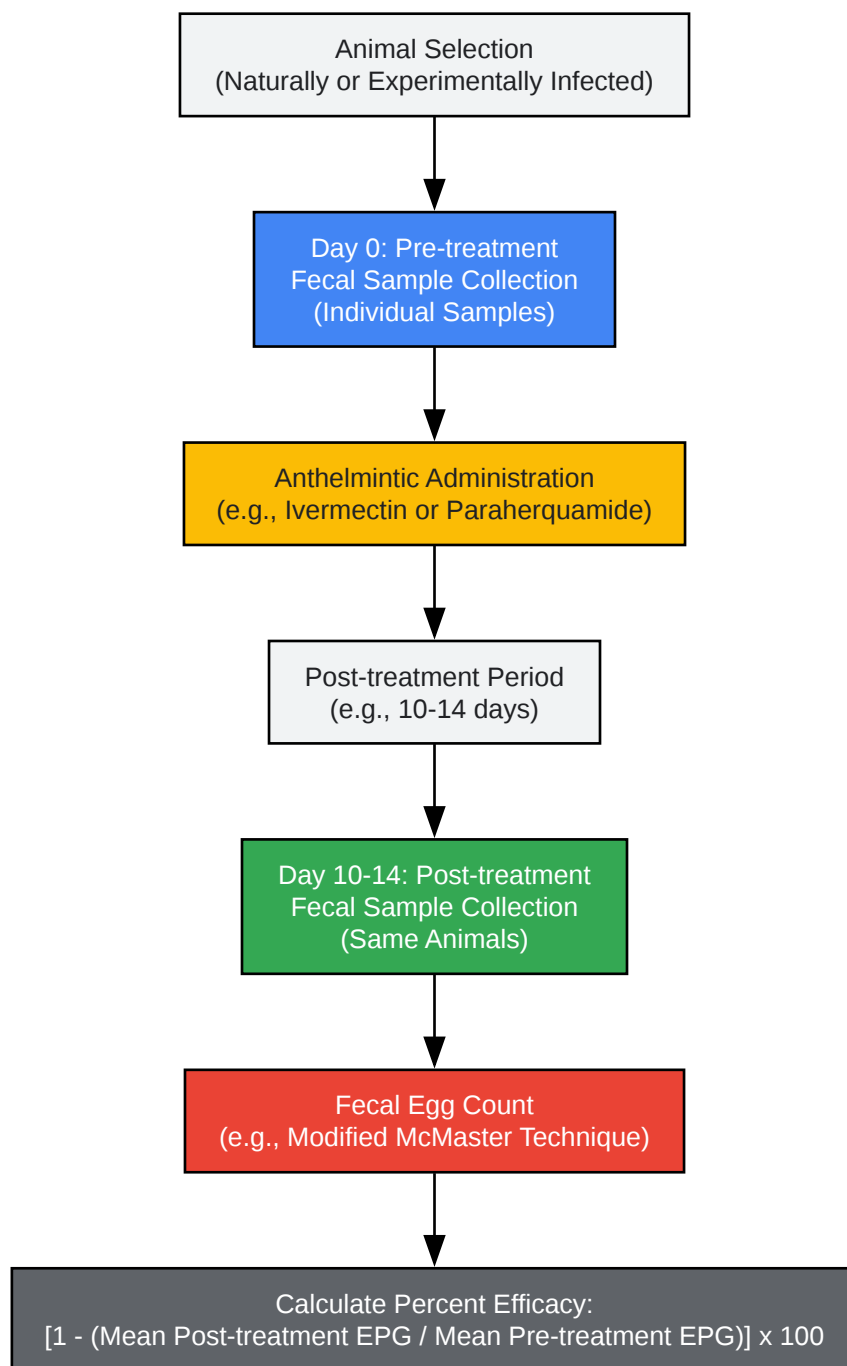 Animal Selection
(Naturally or Experimentally Infected)
Day 0: Pre-treatment
Fecal Sample Collection
(Individual Samples)
Anthelmintic Administration
(e.g., Ivermectin or Paraherquamide)
Post-treatment Period
(e.g., 10-14 days)
Day 10-14: Post-treatment
Fecal Sample Collection
(Same Animals)
Fecal Egg Count
(e.g., Modified McMaster Technique)
Calculate Percent Efficacy:
[1 - (Mean Post-treatment EPG / Mean Pre-treatment EPG)] x 100